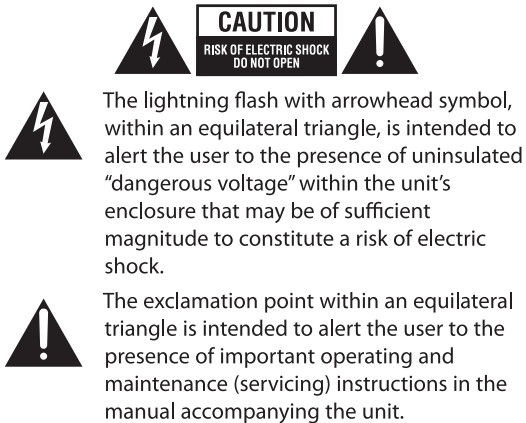 CAUTION
RISK OF ELECTRIC SHOCK
DO NOT OPEN
The lightning flash with arrowhead symbol,
within an equilateral triangle, is intended to
alert the user to the presence of uninsulated
“dangerous voltage” within the unit’s
enclosure that may be of sufficient
magnitude to constitute a risk of electric
shock.
The exclamation point within an equilateral
triangle is intended to alert the user to the
presence of important operating and
maintenance (servicing) instructions in the
manual accompanying the unit.